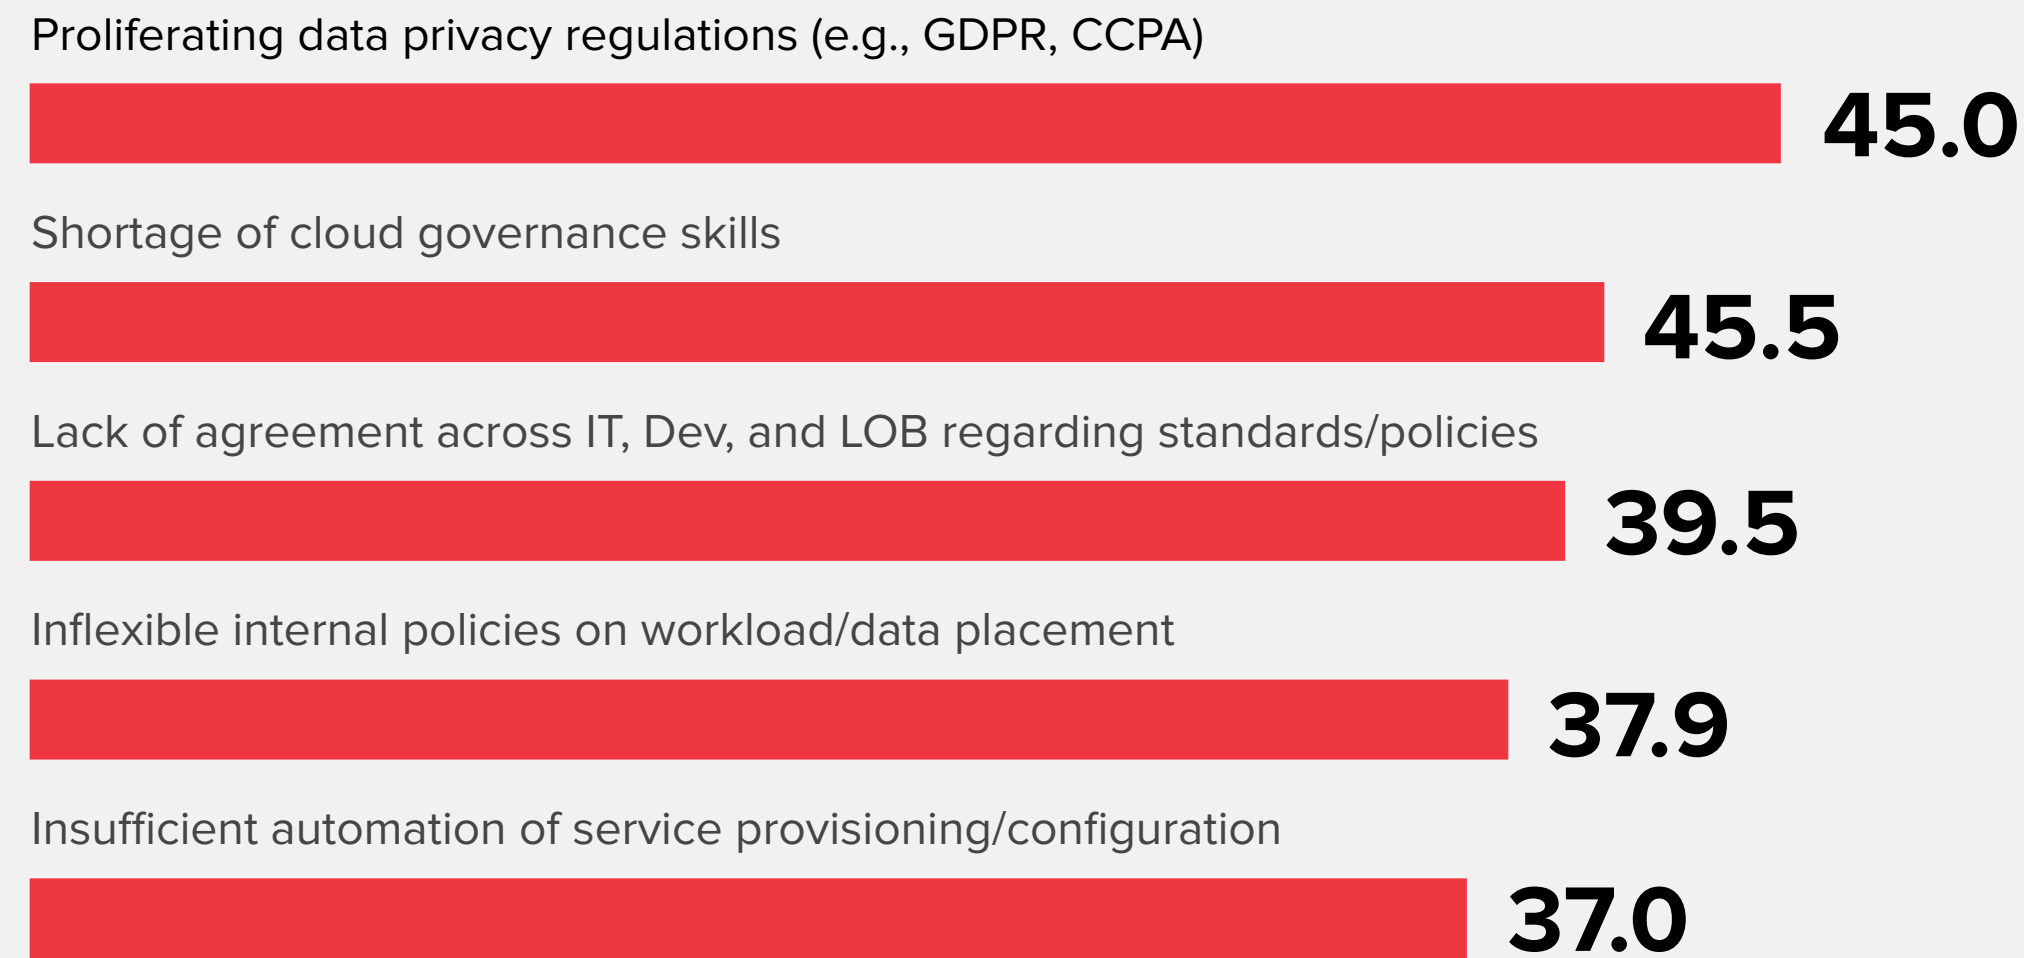 Proliferating data privacy regulations (e.g., GDPR, CCPA)
45.0
Shortage of cloud governance skills
45.5
Lack of agreement across IT, Dev, and LOB regarding standards/policies
39.5
Inflexible internal policies on workload/data placement
37.9
Insufficient automation of service provisioning/configuration
37.0